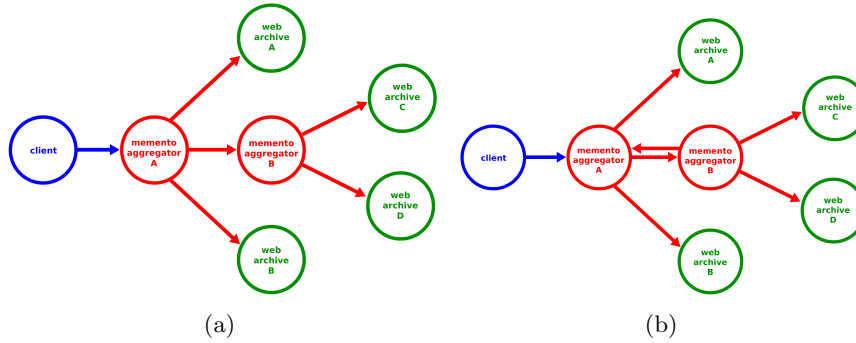 web
archive
A
client
memento
aggregator
A
memento
aggregator
B
web
archive
C
web
archive
D
web
archive
B
(a)
web
archive
A
client
memento
aggregator
A
memento
aggregator
B
web
archive
C
web
archive
D
web
archive
B
(b)